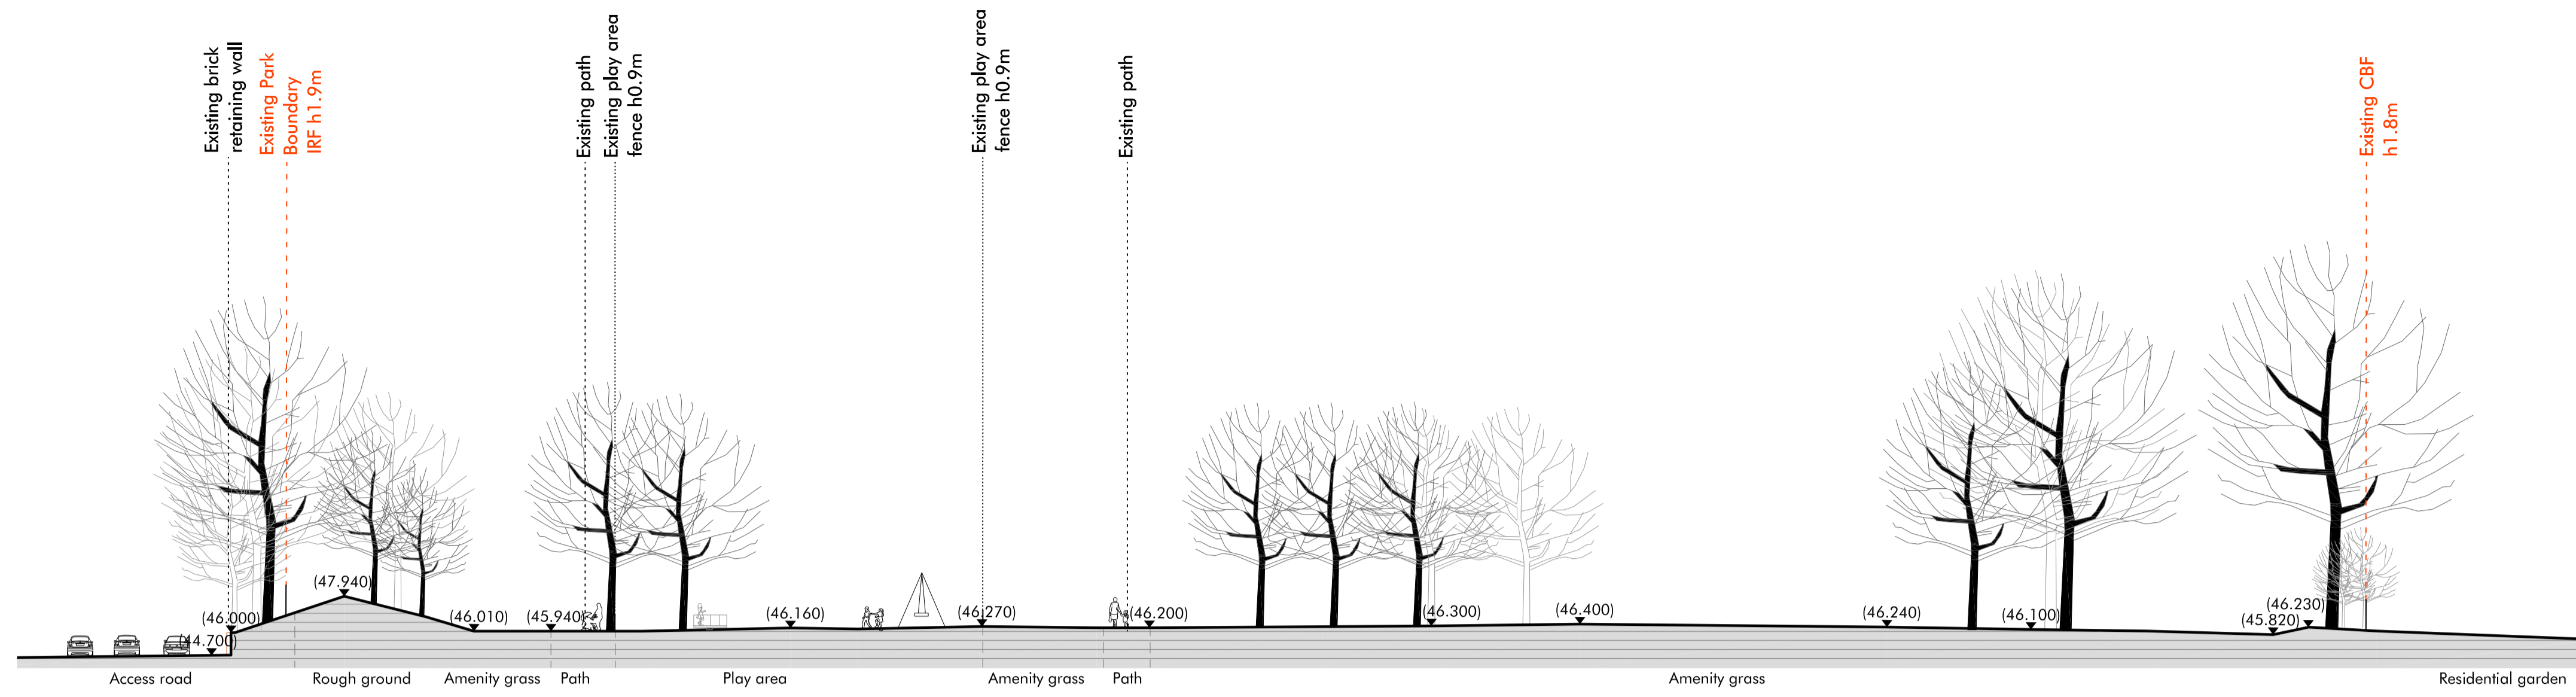 Existing brick
retaining wall
Existing Park
Boundary
IRF h1.9m
Existing path
Existing play area
fence h0.9m
Existing play area
fence h0.9m
Existing path
Existing CBF
h1.8m
(44.700)
(46.000)
(47.940)
(46.010)
(45.940)
(46.160)
(46.270)
(46.200)
(46.300)
(46.400)
(46.240)
(46.100)
(45.820)
(46.230)
Access road
Rough ground
Amenity grass
Path
Play area
Amenity grass
Path
Amenity grass
Residential garden